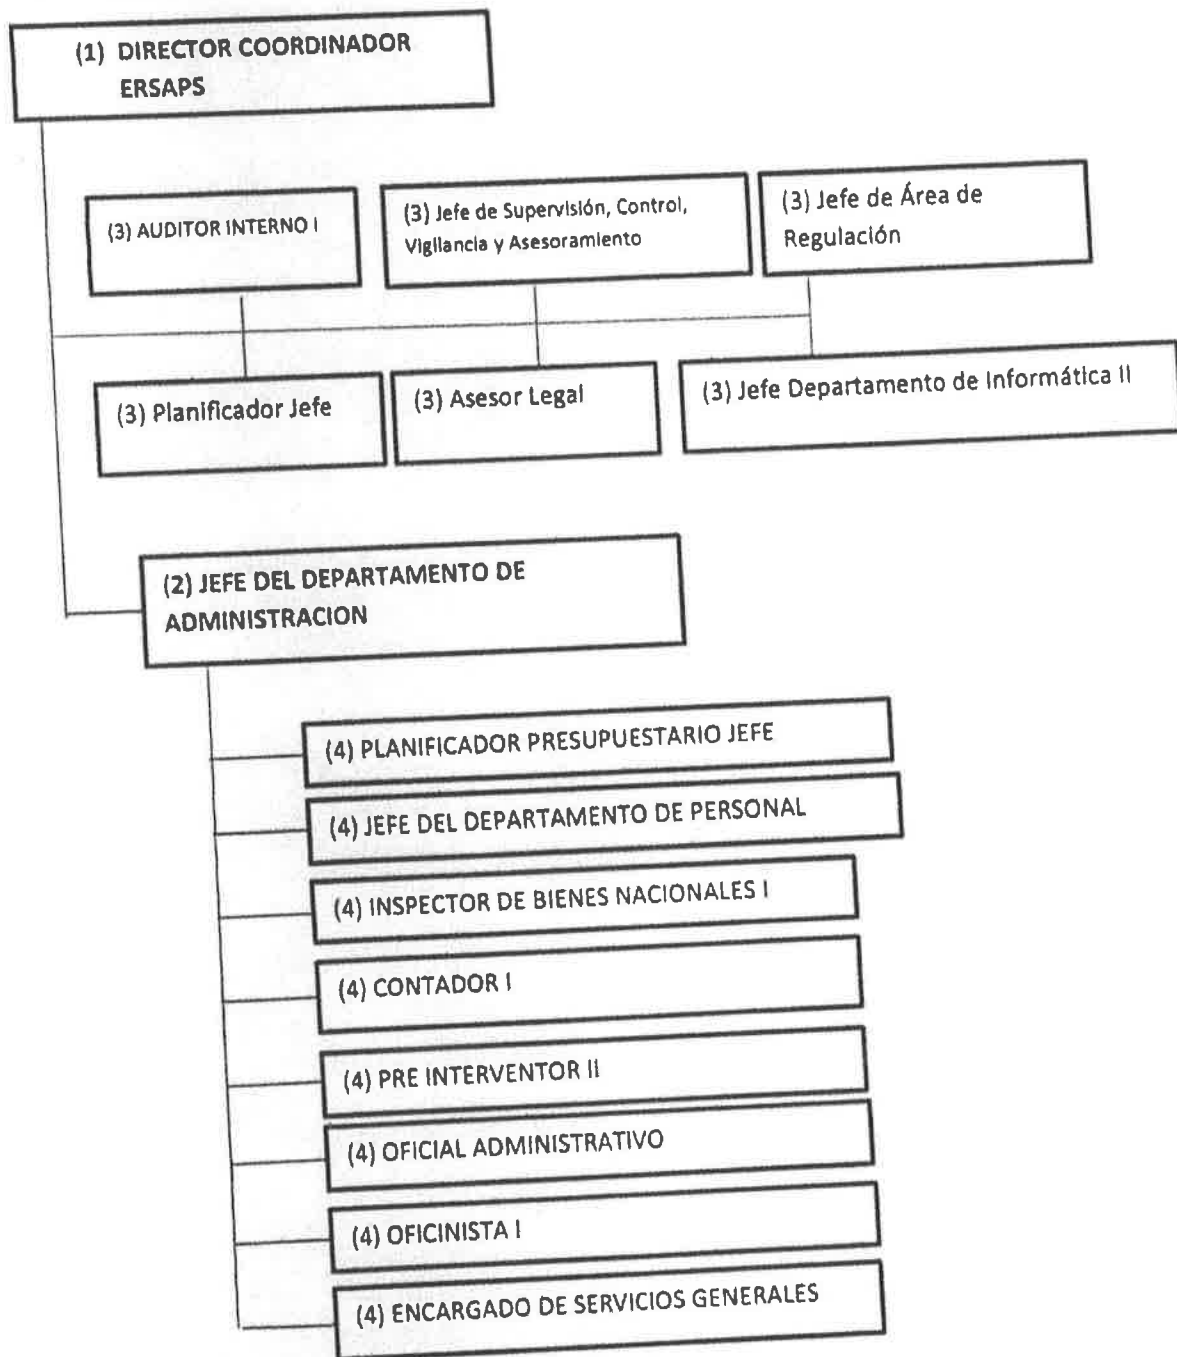 (1) DIRECTOR COORDINADOR
ERSAPS
(3) AUDITOR INTERNO I
(3) Jefe de Supervisión, Control,
Vigilancia y Asesoramiento
(3) Jefe de Área de
Regulación
(3) Planificador Jefe
(3) Asesor Legal
(3) Jefe Departamento de Informática II
(2) JEFE DEL DEPARTAMENTO DE
ADMINISTRACION
(4) PLANIFICADOR PRESUPUESTARIO JEFE
(4) JEFE DEL DEPARTAMENTO DE PERSONAL
(4) INSPECTOR DE BIENES NACIONALES I
(4) CONTADOR I
(4) PRE INTERVENTOR II
(4) OFICIAL ADMINISTRATIVO
(4) OFICINISTA I
(4) ENCARGADO DE SERVICIOS GENERALES